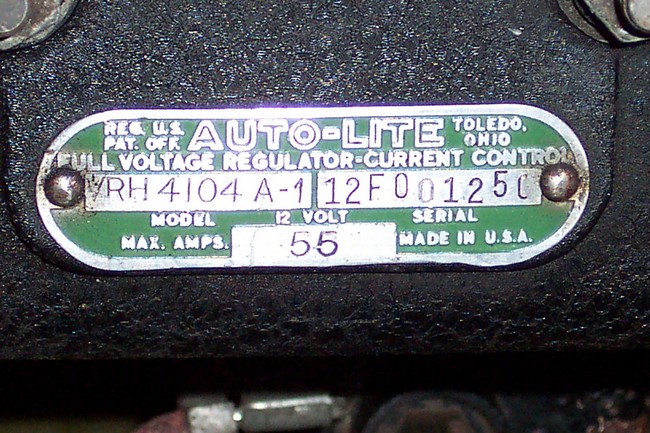 REG. U.S. PAT. OFF. AUTO-LITE TOLEDO, OHIO
FULL VOLTAGE REGULATOR-CURRENT CONTROL
VRH 4104 A-1 12F
MODEL 12 VOLT SERIAL
MAX. AMPS. 55 MADE IN U.S.A.